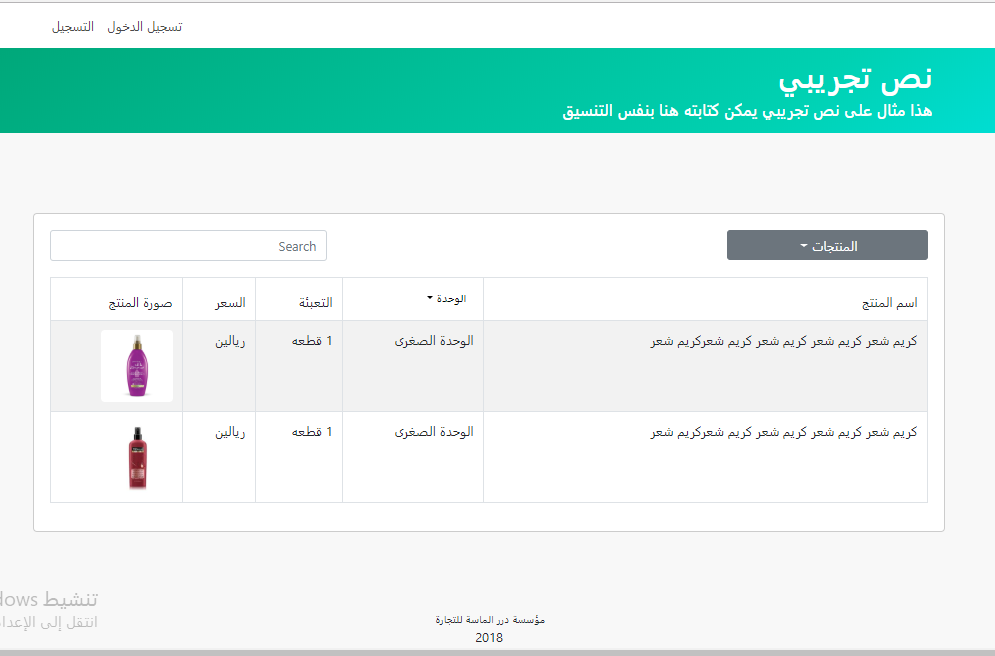 تسجيل الدخول التسجيل
نص تجريبي
هذا مثال على نص تجريبي يمكن كتابته هنا بنفس التنسيق
المنتجات Search
اسم المنتج الوحدة التعبئة السعر صورة المنتج
كريم شعر كريم شعر كريم شعر كريم شعركريم شعر الوحدة الصغرى 1 قطعه ريالين
كريم شعر كريم شعر كريم شعر كريم شعركريم شعر الوحدة الصغرى 1 قطعه ريالين
تنشيط dows
انتقل إلى الإعدا
مؤسسة درر الماسة للتجارة
2018